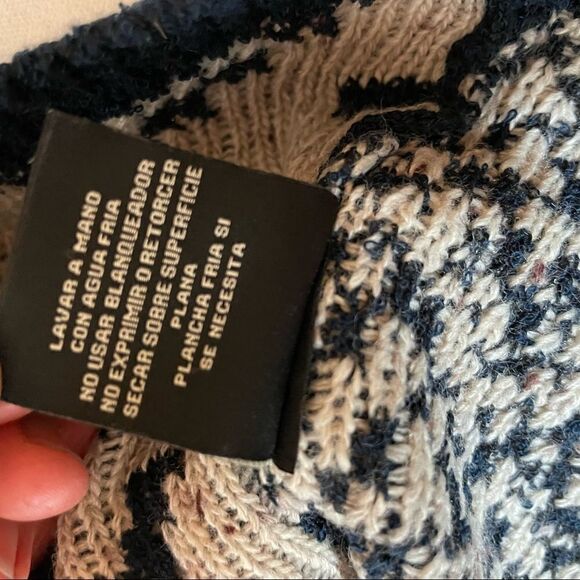 LAVAR A MANO
CON AGUA FRIA
NO USAR BLANQUEADOR
NO EXPRIMIR O RETORCER
SECAR SOBRE SUPERFICIE
PLANA
PLANCHA FRIA SI
SE NECESITA